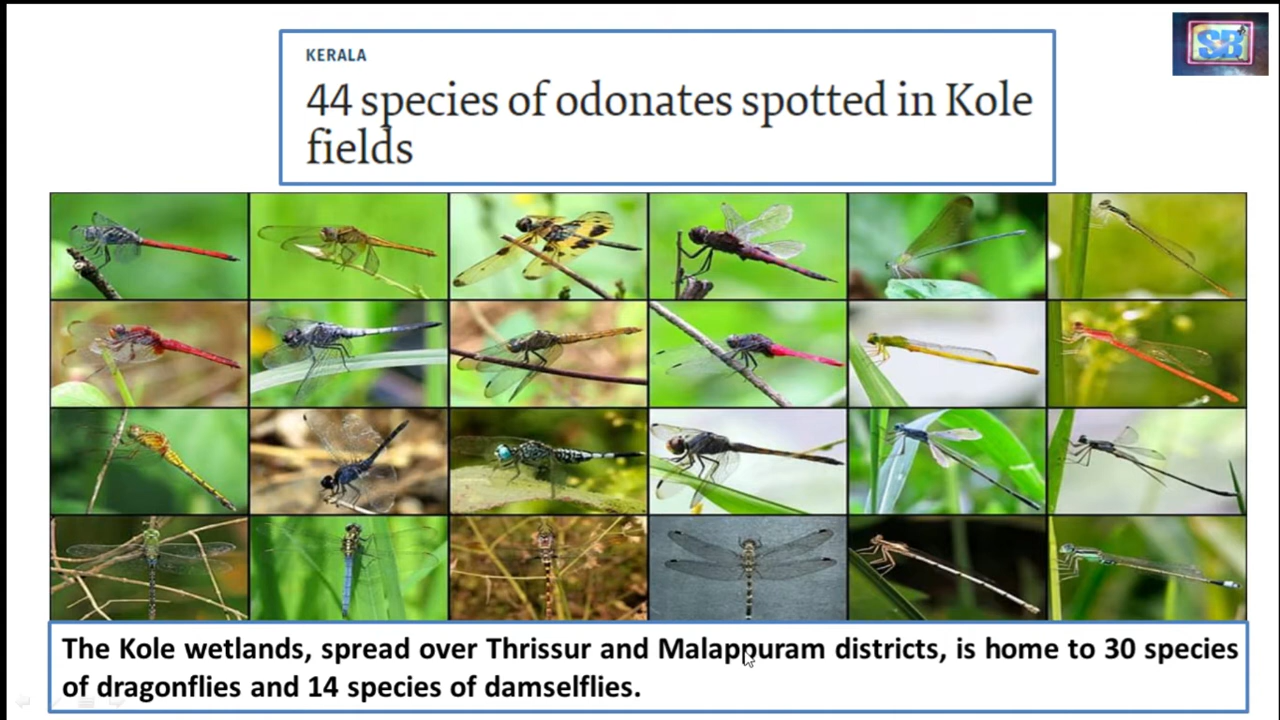 SB
KERALA
44 species of odonates spotted in Kole
fields
The Kole wetlands, spread over Thrissur and Malappuram districts, is home to 30 species
of dragonflies and 14 species of damselflies.